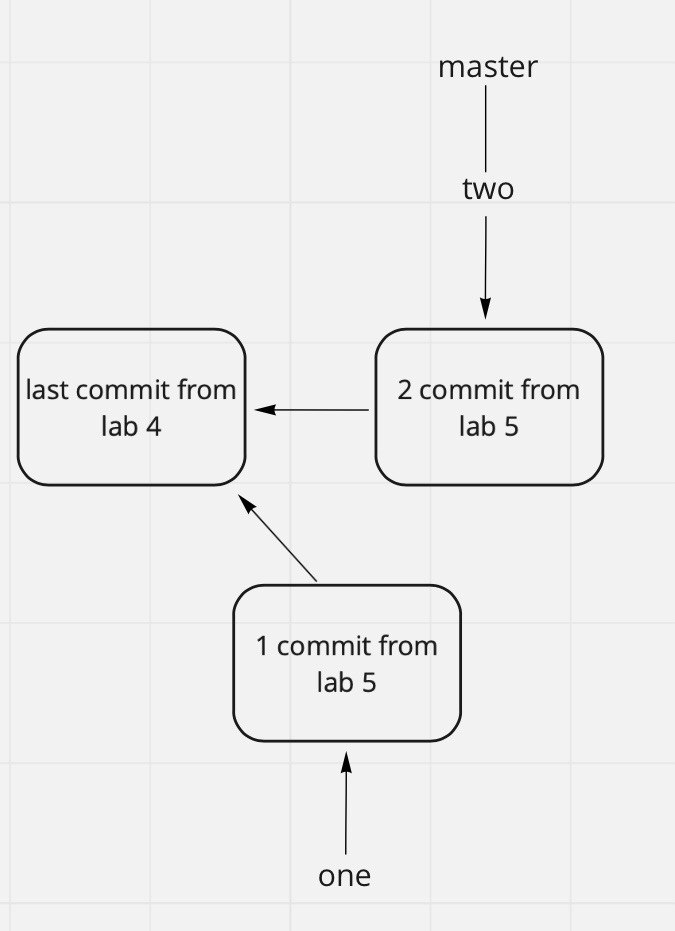 master
two
last commit from
lab 4
2 commit from
lab 5
1 commit from
lab 5
one